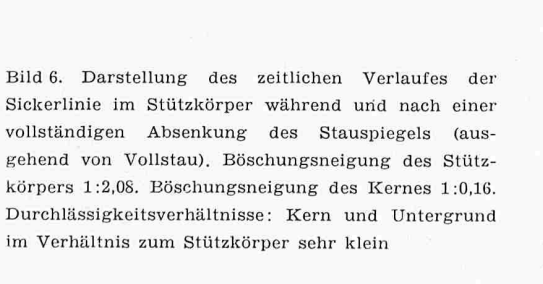 Bild 6. Darstellung des zeitlichen Verlaufes der
Sickerlinie im Stützkörper während und nach einer
vollständigen Absenkung des Stauspiegels (aus-
gehend von Vollstau). Böschungsneigung des Stütz-
körpers 1:2,08. Böschungsneigung des Kernes 1:0,16.
Durchlässigkeitsverhältnisse: Kern und Untergrund
im Verhältnis zum Stützkörper sehr klein